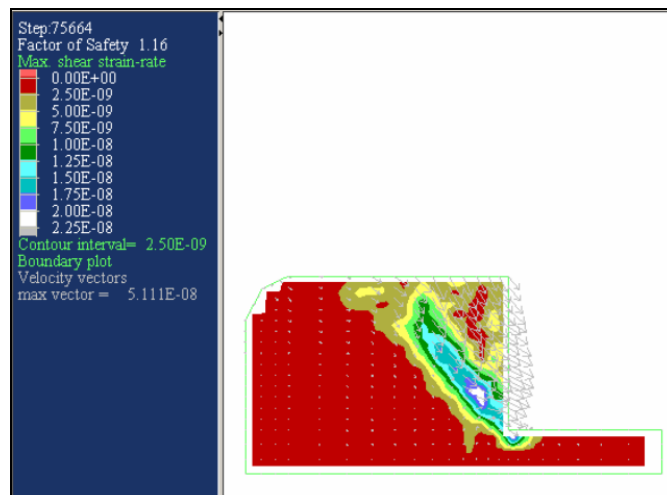 Step:75664
Factor of Safety 1.16
Max. shear strain-rate
0.00E+00
2.50E-09
5.00E-09
7.50E-09
1.00E-08
1.25E-08
1.50E-08
1.75E-08
2.00E-08
2.25E-08
Contour interval= 2.50E-09
Boundary plot
Velocity vectors
max vector = 5.111E-08